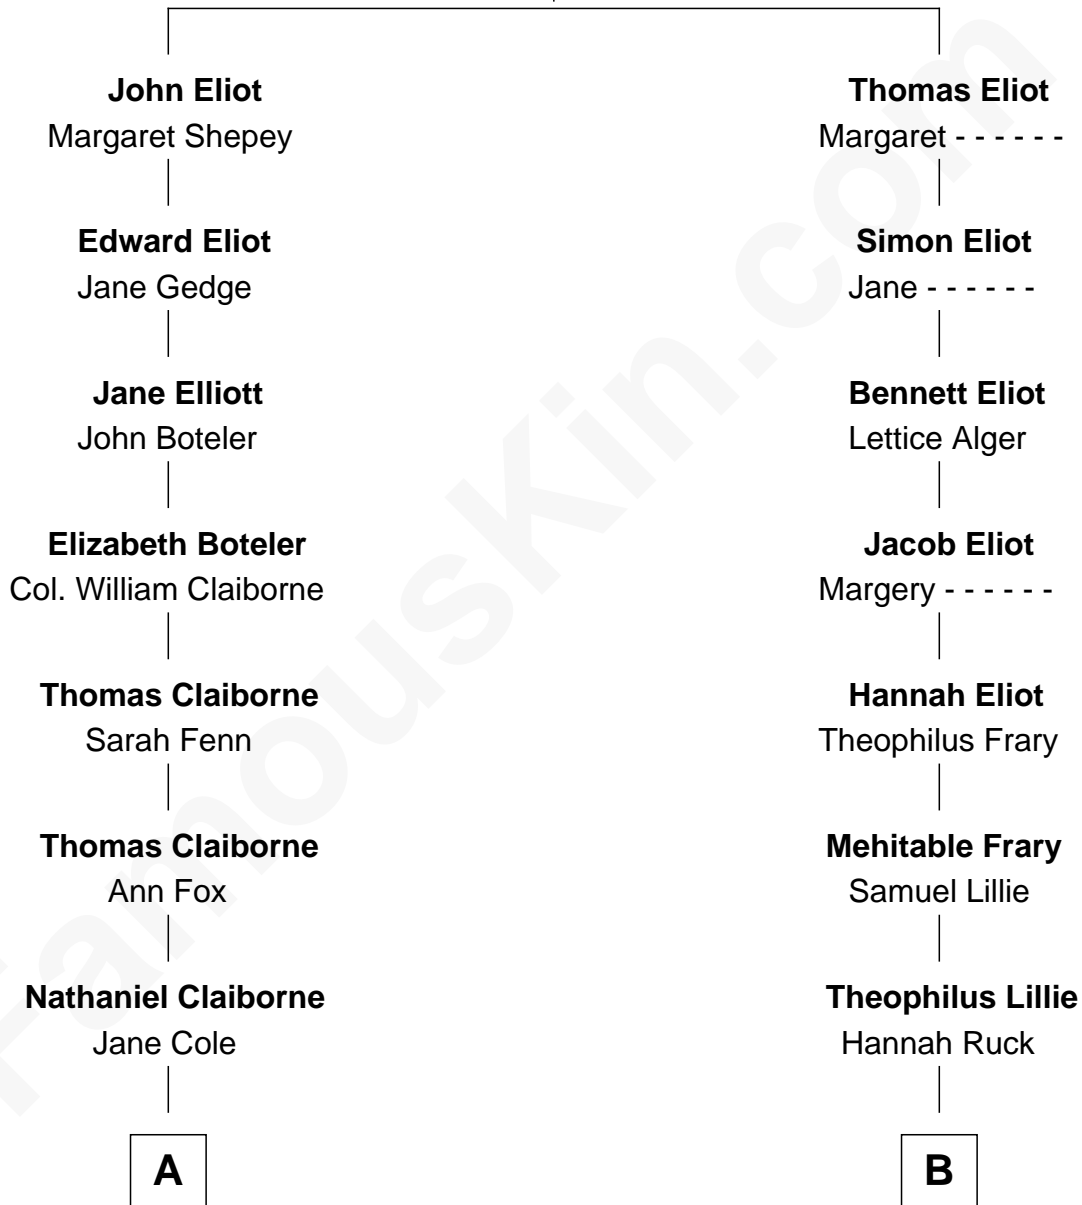 John Eliot
Margaret Shepey
Edward Eliot
Jane Gedge
Jane Elliott
John Boteler
Elizabeth Boteler
Col. William Claiborne
Thomas Claiborne
Sarah Fenn
Thomas Claiborne
Ann Fox
Nathaniel Claiborne
Jane Cole
A
Thomas Eliot
Margaret - - - - - -
Simon Eliot
Jane - - - - - -
Bennett Eliot
Lettice Alger
Jacob Eliot
Margery - - - - - -
Hannah Eliot
Theophilus Frary
Mehitable Frary
Samuel Lillie
Theophilus Lillie
Hannah Ruck
B
FamousKin.com